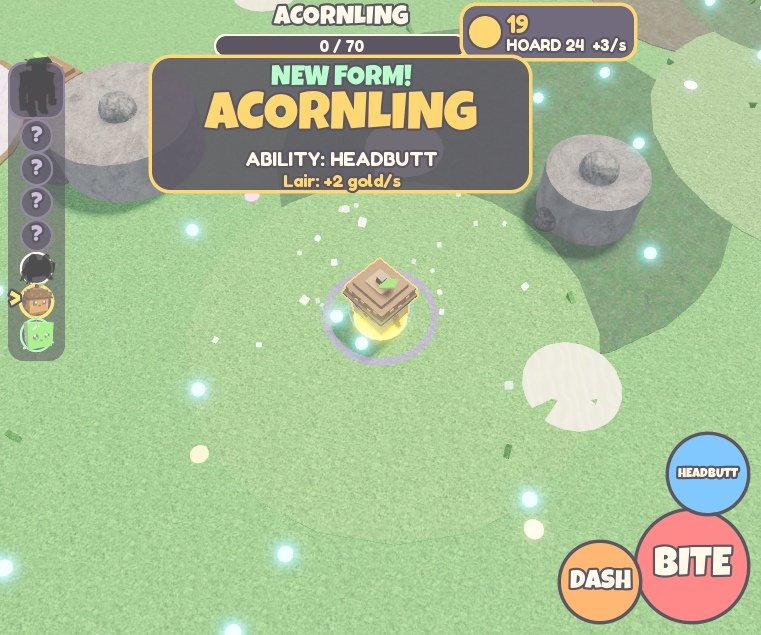 ACORNLING
0 / 70
19
HOARD 24 +3/s
NEW FORM!
ACORNLING
ABILITY: HEADBUTT
Lair: +2 gold/s
?
?
?
?
>
HEADBUTT
BITE
DASH